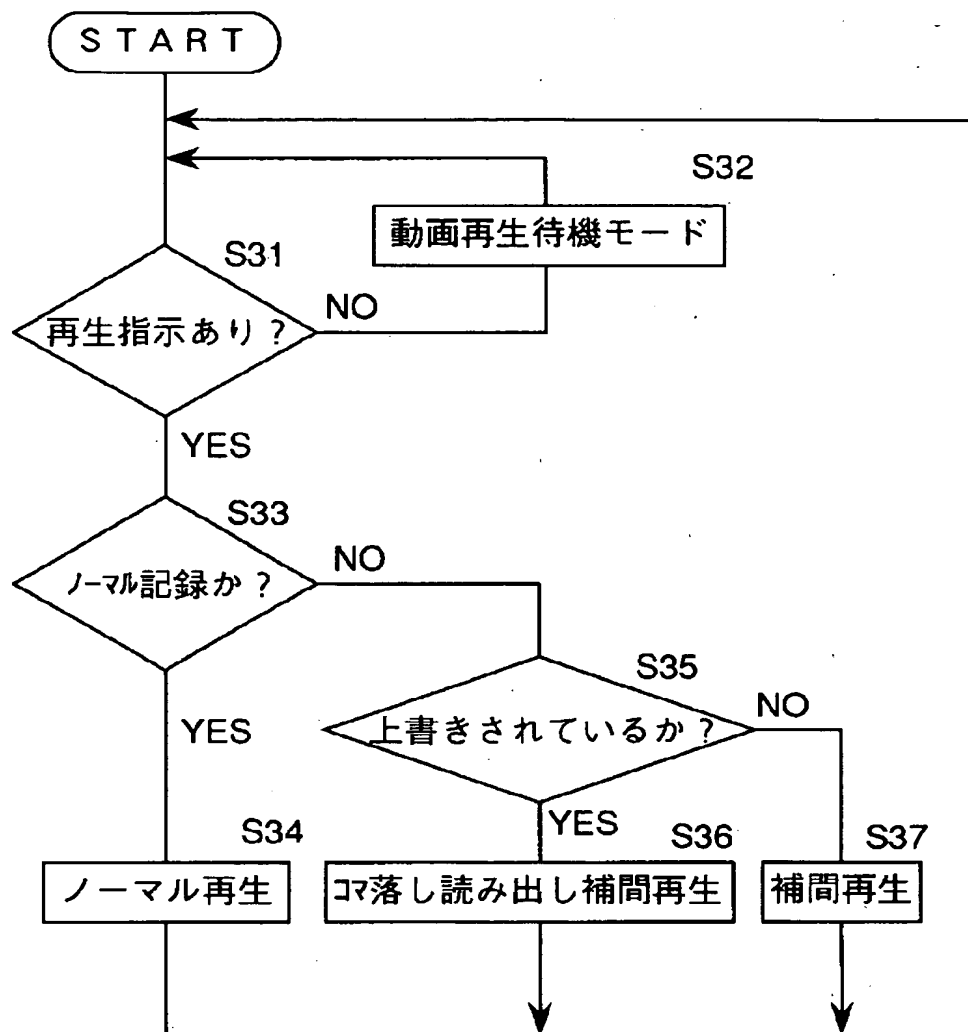 START
S32
動画再生待機モード
S31
再生指示あり?
NO
YES
S33
ノーマル記録か?
NO
YES
S35
上書きされているか?
NO
YES
S34
ノーマル再生
S36
コマ落し読み出し補間再生
S37
補間再生